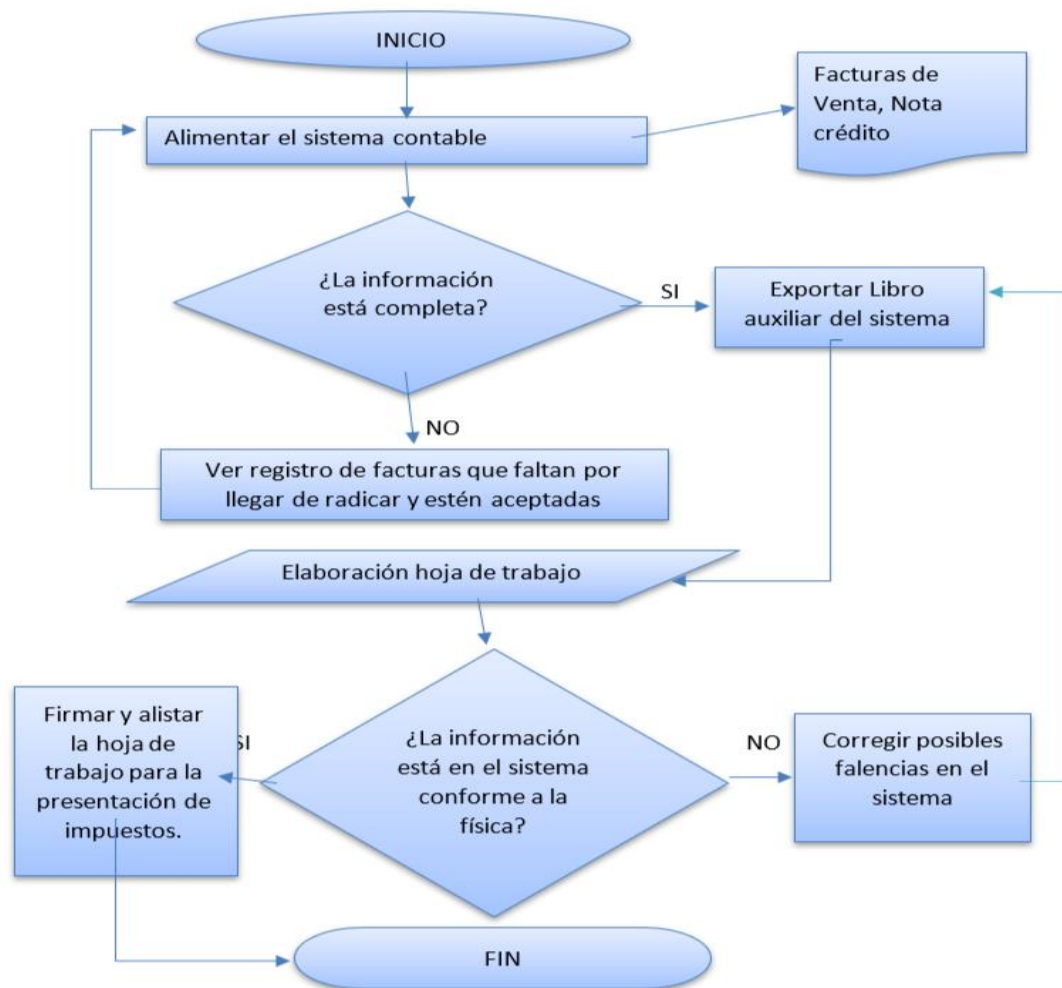 INICIO
Facturas de
Venta, Nota
crédito
Alimentar el sistema contable
¿La información
está completa?
SI
Exportar Libro
auxiliar del sistema
NO
Ver registro de facturas que faltan por
llegar de radicar y estén aceptadas
Elaboración hoja de trabajo
Firmar y alistar
la hoja de
trabajo para la
presentación de
impuestos.
SI
¿La información
está en el sistema
conforme a la
física?
NO
Corregir posibles
falencias en el
sistema
FIN